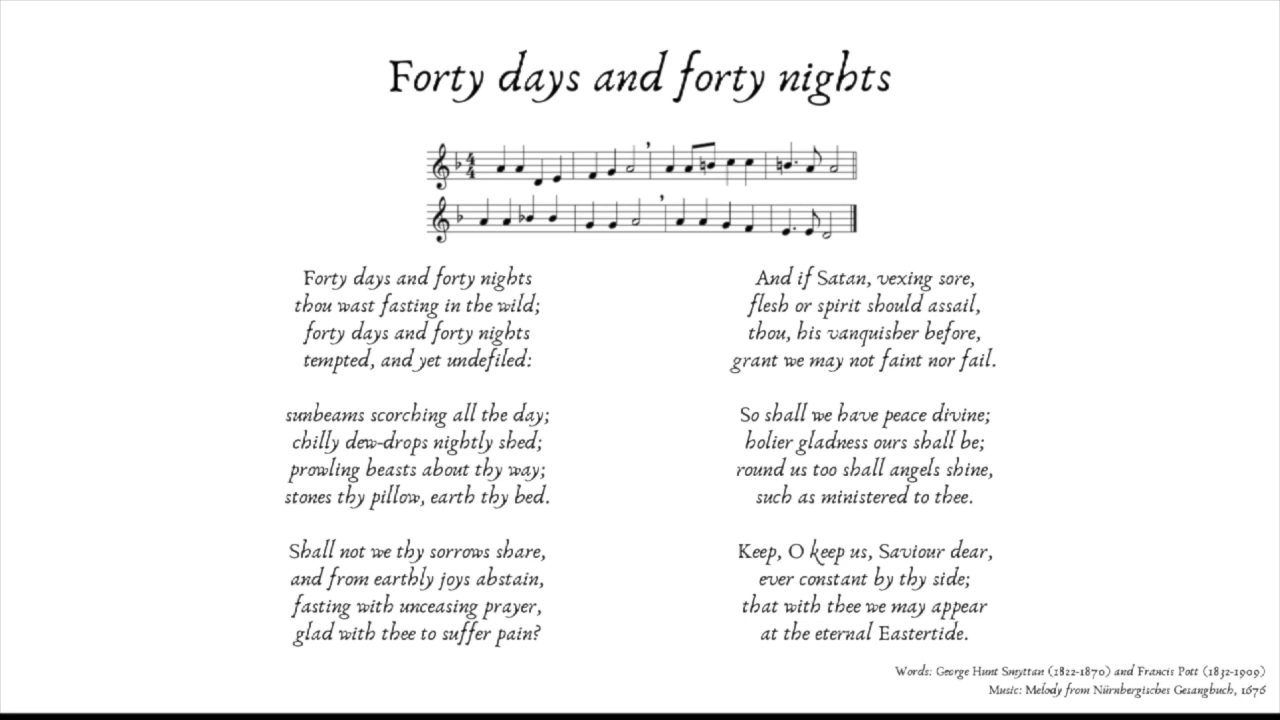 Forty days and forty nights
Forty days and forty nights
thou wast fasting in the wild;
forty days and forty nights
tempted, and yet undefiled:
sunbeams scorching all the day;
chilly dew-drops nightly shed;
prowling beasts about thy way;
stones thy pillow, earth thy bed.
Shall not we thy sorrows share,
and from earthly joys abstain,
fasting with unceasing prayer,
glad with thee to suffer pain?
And if Satan, vexing sore,
flesh or spirit should assail,
thou, his vanquisher before,
grant we may not faint nor fail.
So shall we have peace divine;
holier gladness ours shall be;
round us too shall angels shine,
such as ministered to thee.
Keep, O keep us, Saviour dear,
ever constant by thy side;
that with thee we may appear
at the eternal Eastertide.
Words: George Hunt Smyttan (1822-1870) and Francis Pott (1832-1909)
Music: Melody from Nürnbergisches Gesangbuch, 1676